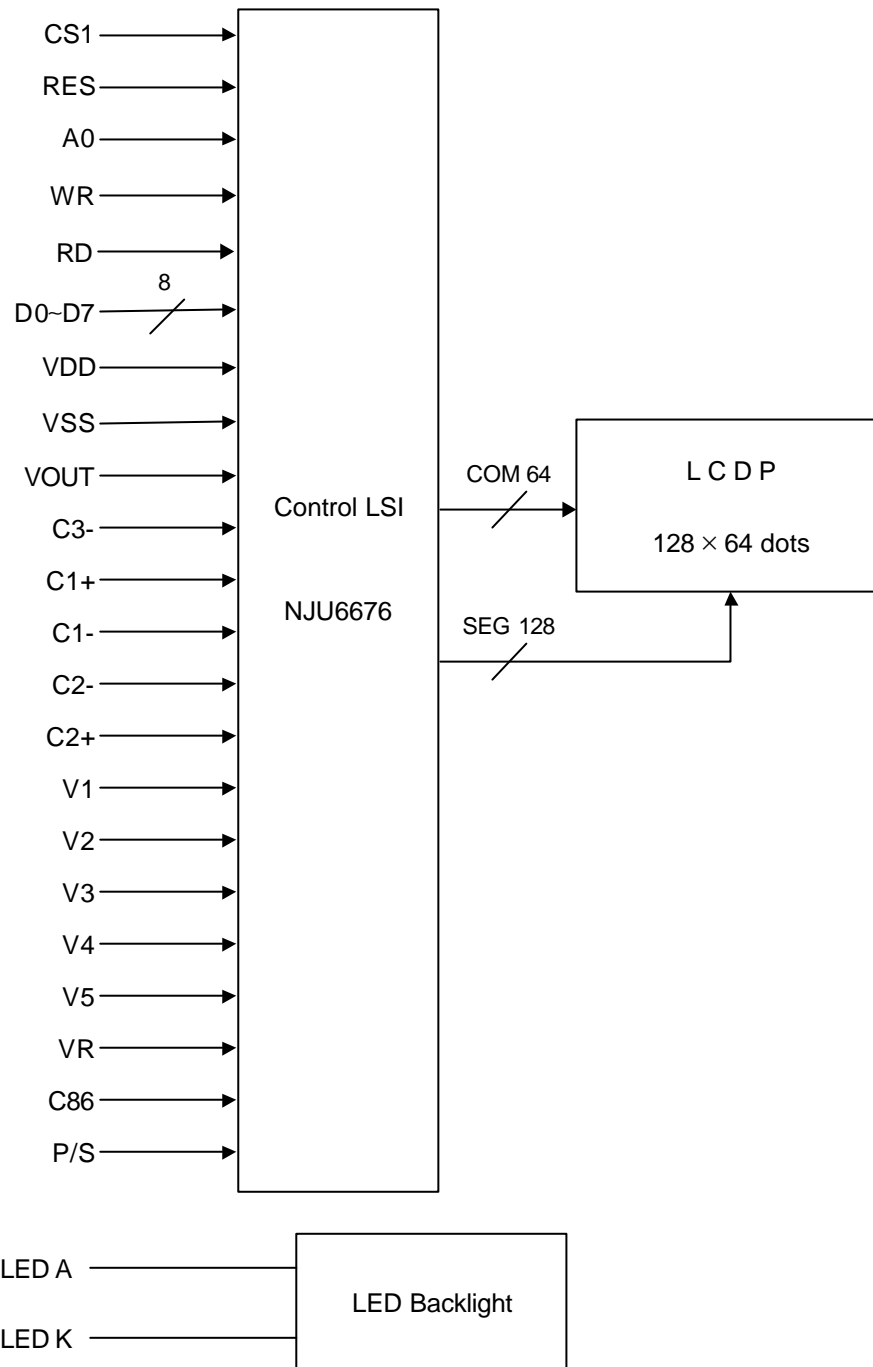 CS1
RES
A0
WR
RD
8
D0~D7
VDD
VSS
VOUT
C3-
C1+
C1-
C2-
C2+
V1
V2
V3
V4
V5
VR
C86
P/S
Control LSI
NJU6676
COM 64
SEG 128
L C D P
128 × 64 dots
LED A
LED K
LED Backlight